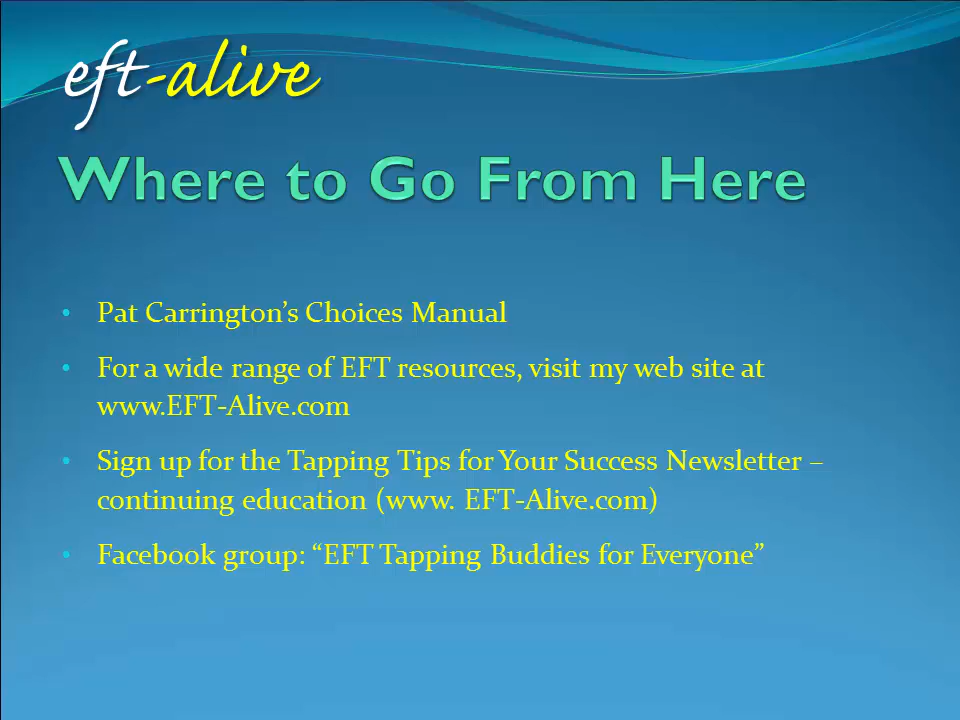 eft-alive
Where to Go From Here
• Pat Carrington’s Choices Manual
• For a wide range of EFT resources, visit my web site at
www.EFT-Alive.com
• Sign up for the Tapping Tips for Your Success Newsletter –
continuing education (www. EFT-Alive.com)
• Facebook group: “EFT Tapping Buddies for Everyone”